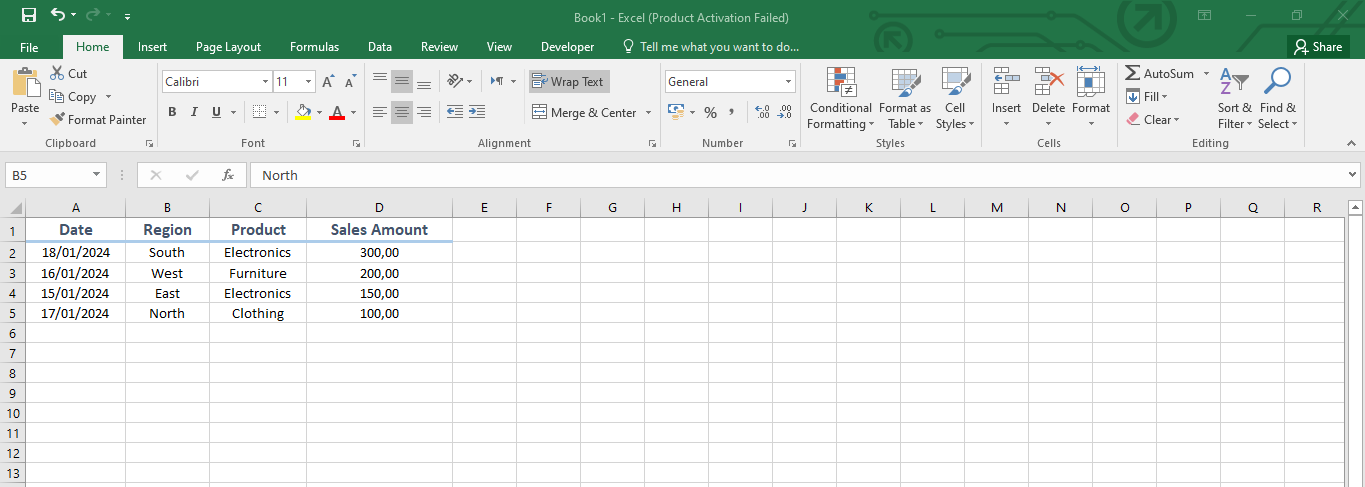 Book1 - Excel (Product Activation Failed)
File Home Insert Page Layout Formulas Data Review View Developer Tell me what you want to do... Share
Paste Cut Copy Format Painter
Calibri 11 A A
B I U A
Wrap Text
Merge & Center
General
% , ,00 ,0
Conditional Formatting Format as Table Cell Styles
Insert Delete Format
AutoSum Fill Clear
Sort & Filter Find & Select
Clipboard Font Alignment Number Styles Cells Editing
B5 fx North
A B C D E F G H I J K L M N O P Q R
1 Date Region Product Sales Amount
2 18/01/2024 South Electronics 300,00
3 16/01/2024 West Furniture 200,00
4 15/01/2024 East Electronics 150,00
5 17/01/2024 North Clothing 100,00
6
7
8
9
10
11
12
13